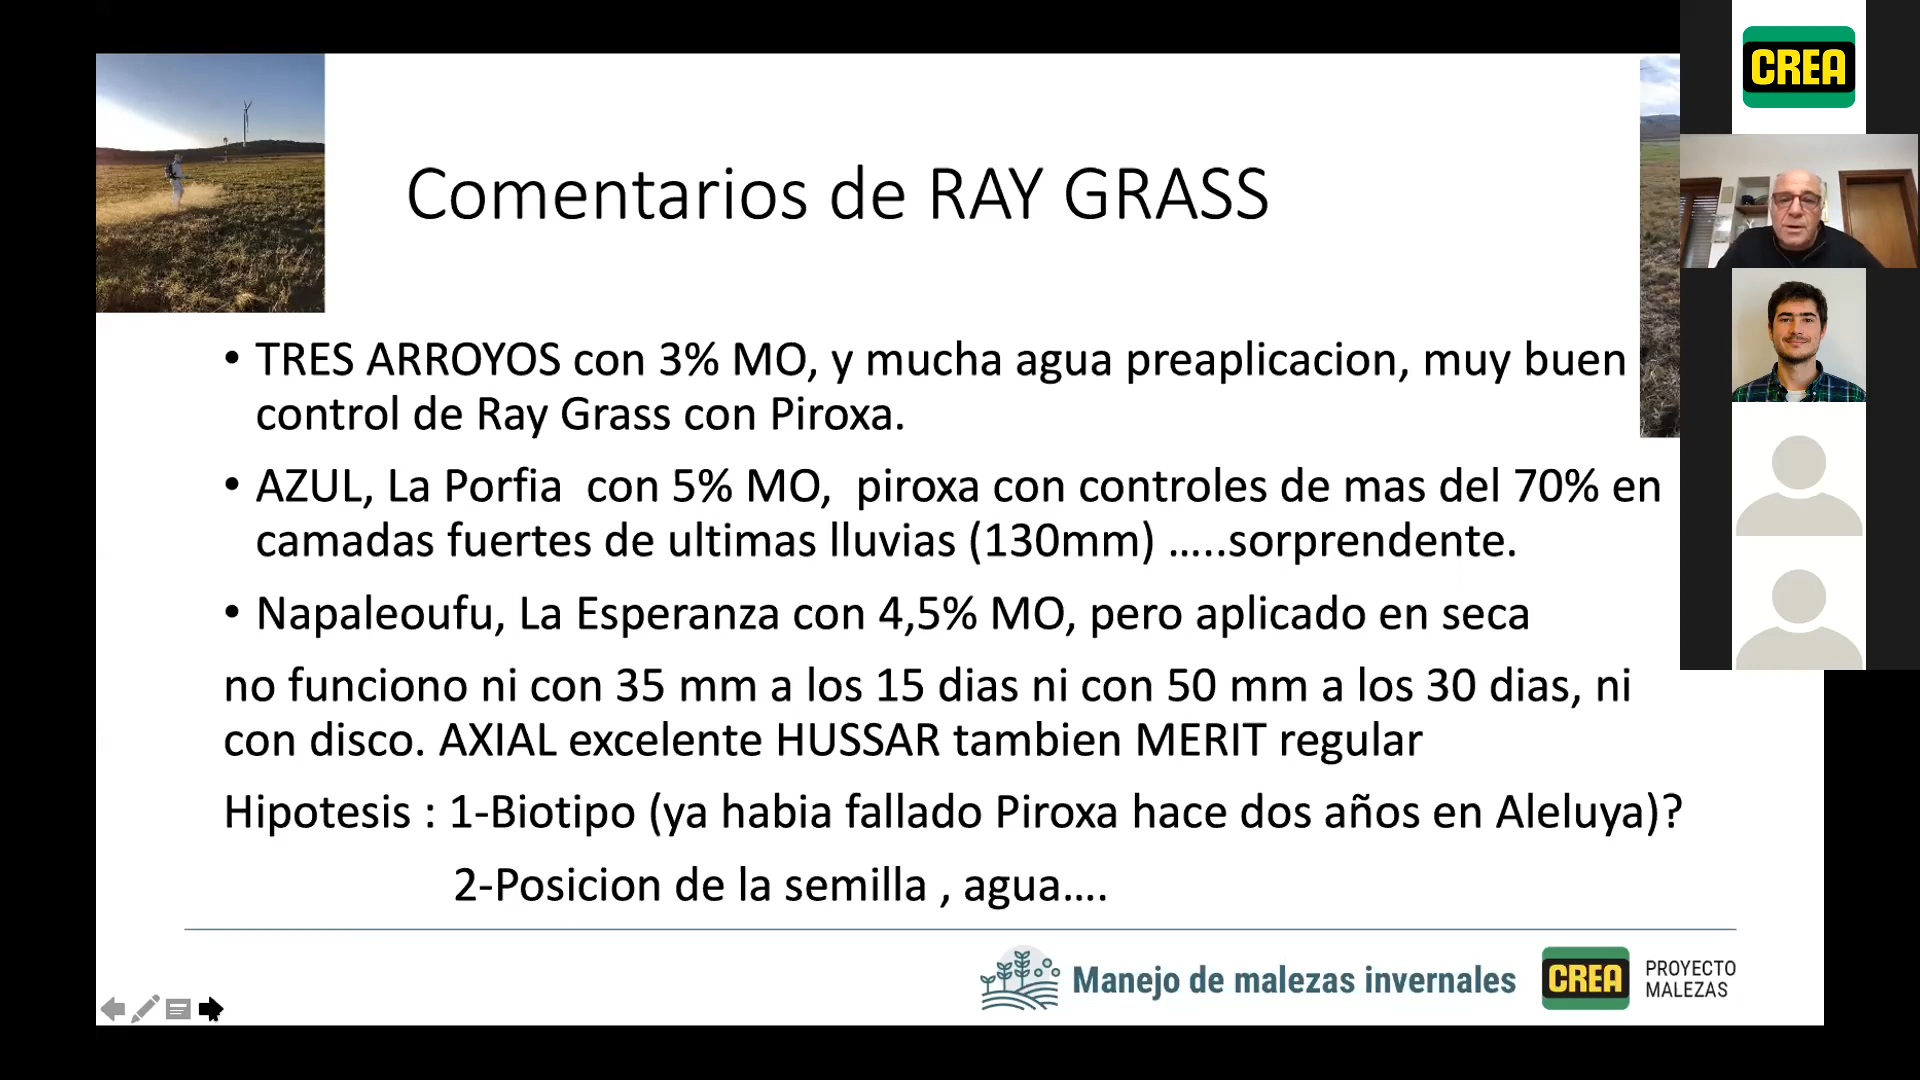 CREA
Comentarios de RAY GRASS
• TRES ARROYOS con 3% MO, y mucha agua preaplicacion, muy buen
control de Ray Grass con Piroxa.
• AZUL, La Porfia con 5% MO, piroxa con controles de mas del 70% en
camadas fuertes de ultimas lluvias (130mm) …..sorprendente.
• Napaleoufu, La Esperanza con 4,5% MO, pero aplicado en seca
no funciono ni con 35 mm a los 15 dias ni con 50 mm a los 30 dias, ni
con disco. AXIAL excelente HUSSAR tambien MERIT regular
Hipotesis : 1-Biotipo (ya habia fallado Piroxa hace dos años en Aleluya)?
2-Posicion de la semilla , agua….
Manejo de malezas invernales
CREA
PROYECTO
MALEZAS